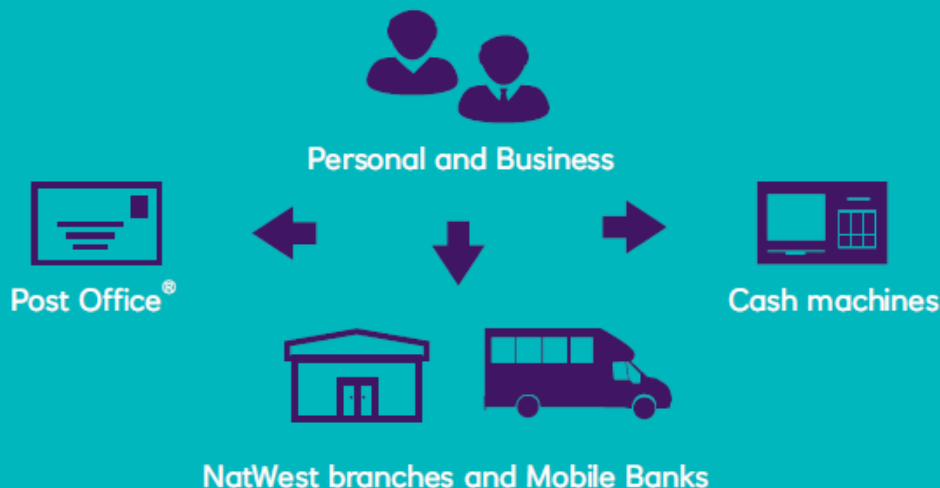 Personal and Business
Post Office®
Cash machines
NatWest branches and Mobile Banks